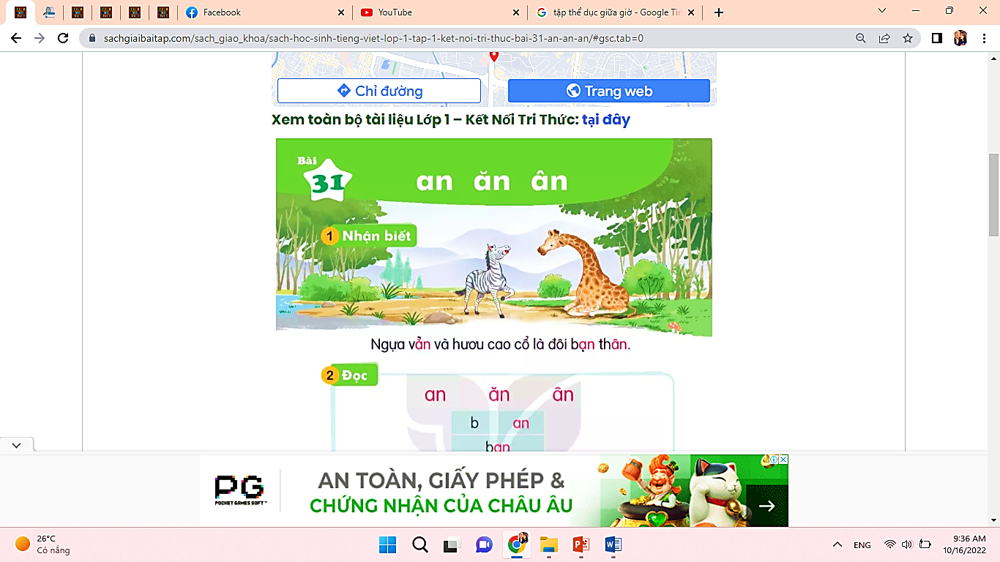 Facebook
YouTube
tập thể dục giữa giờ - Google Tìr
sachgiaibaitap.com/sach_giao_khoa/sach-hoc-sinh-tieng-viet-lop-1-tap-1-ket-noi-tri-thuc-bai-31-an-an-an/#gsc.tab=0
Chỉ đường
Trang web
Xem toàn bộ tài liệu Lớp 1 – Kết Nối Tri Thức: tại đây
Bài
31
an ăn ân
1 Nhận biết
Ngựa vằn và hươu cao cổ là đôi bạn thân.
2 Đọc
an ăn ân
b an
bạn
PG
POCKET GAMES SOFT™
AN TOÀN, GIẤY PHÉP &
CHỨNG NHẬN CỦA CHÂU ÂU
26°C
Có nắng
ENG
9:36 AM
10/16/2022